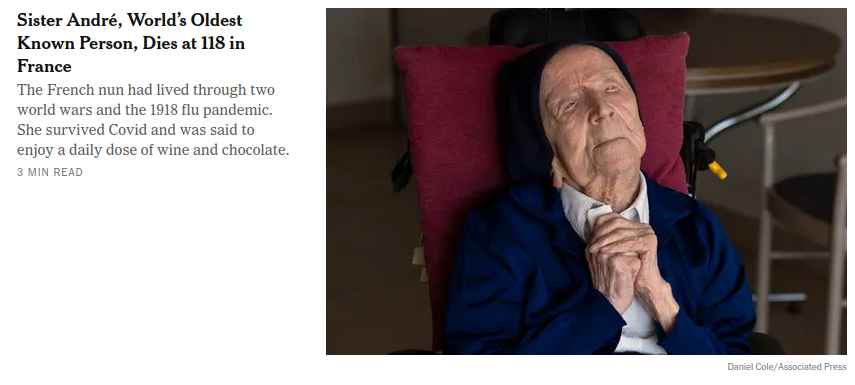 Sister André, World’s Oldest
Known Person, Dies at 118 in
France
The French nun had lived through two
world wars and the 1918 flu pandemic.
She survived Covid and was said to
enjoy a daily dose of wine and chocolate.
3 MIN READ
Daniel Cole/Associated Press